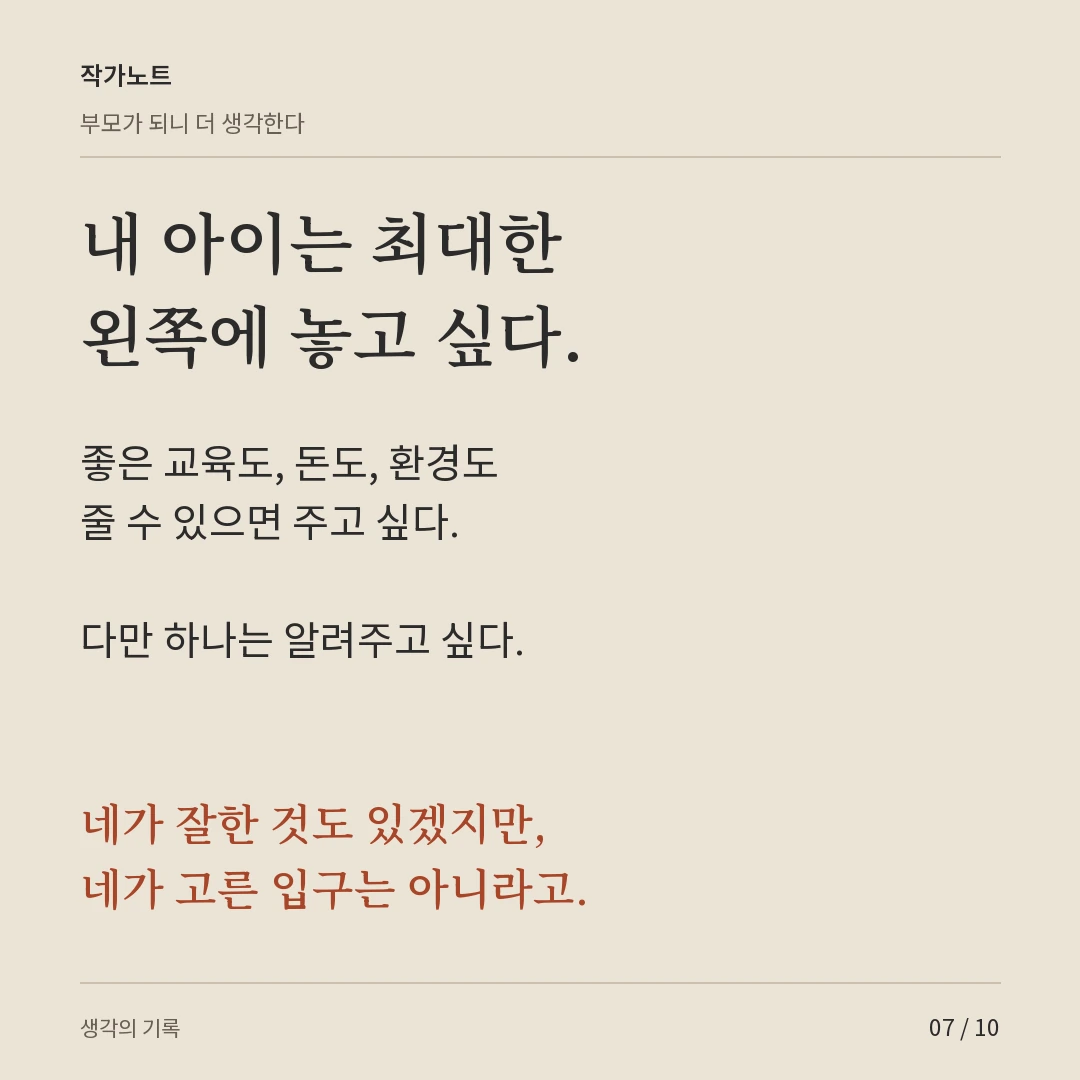 작가노트
부모가 되니 더 생각한다
내 아이는 최대한
왼쪽에 놓고 싶다.
좋은 교육도, 돈도, 환경도
줄 수 있으면 주고 싶다.
다만 하나는 알려주고 싶다.
네가 잘한 것도 있겠지만,
네가 고른 입구는 아니라고.
생각의 기록
07 / 10